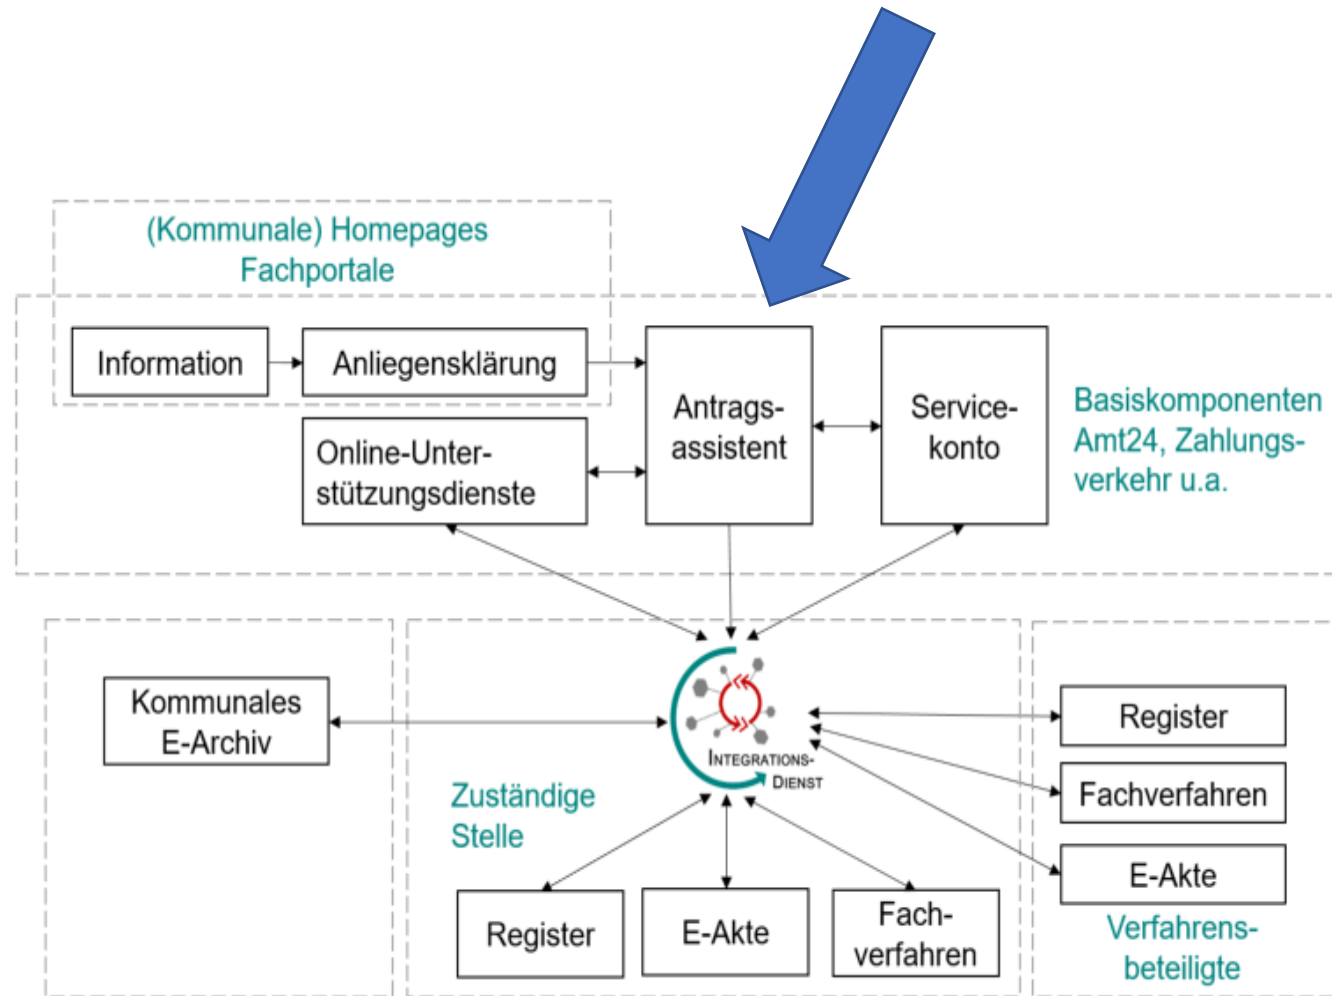 (Kommunale) Homepages
Fachportale
Information
Anliegensklärung
Online-Unter-
stützungsdienste
Antrags-
assistent
Service-
konto
Basiskomponenten
Amt24, Zahlungs-
verkehr u.a.
Kommunales
E-Archiv
INTEGRATIONS-
DIENST
Zuständige
Stelle
Register
E-Akte
Fach-
verfahren
Register
Fachverfahren
E-Akte
Verfahrens-
beteiligte